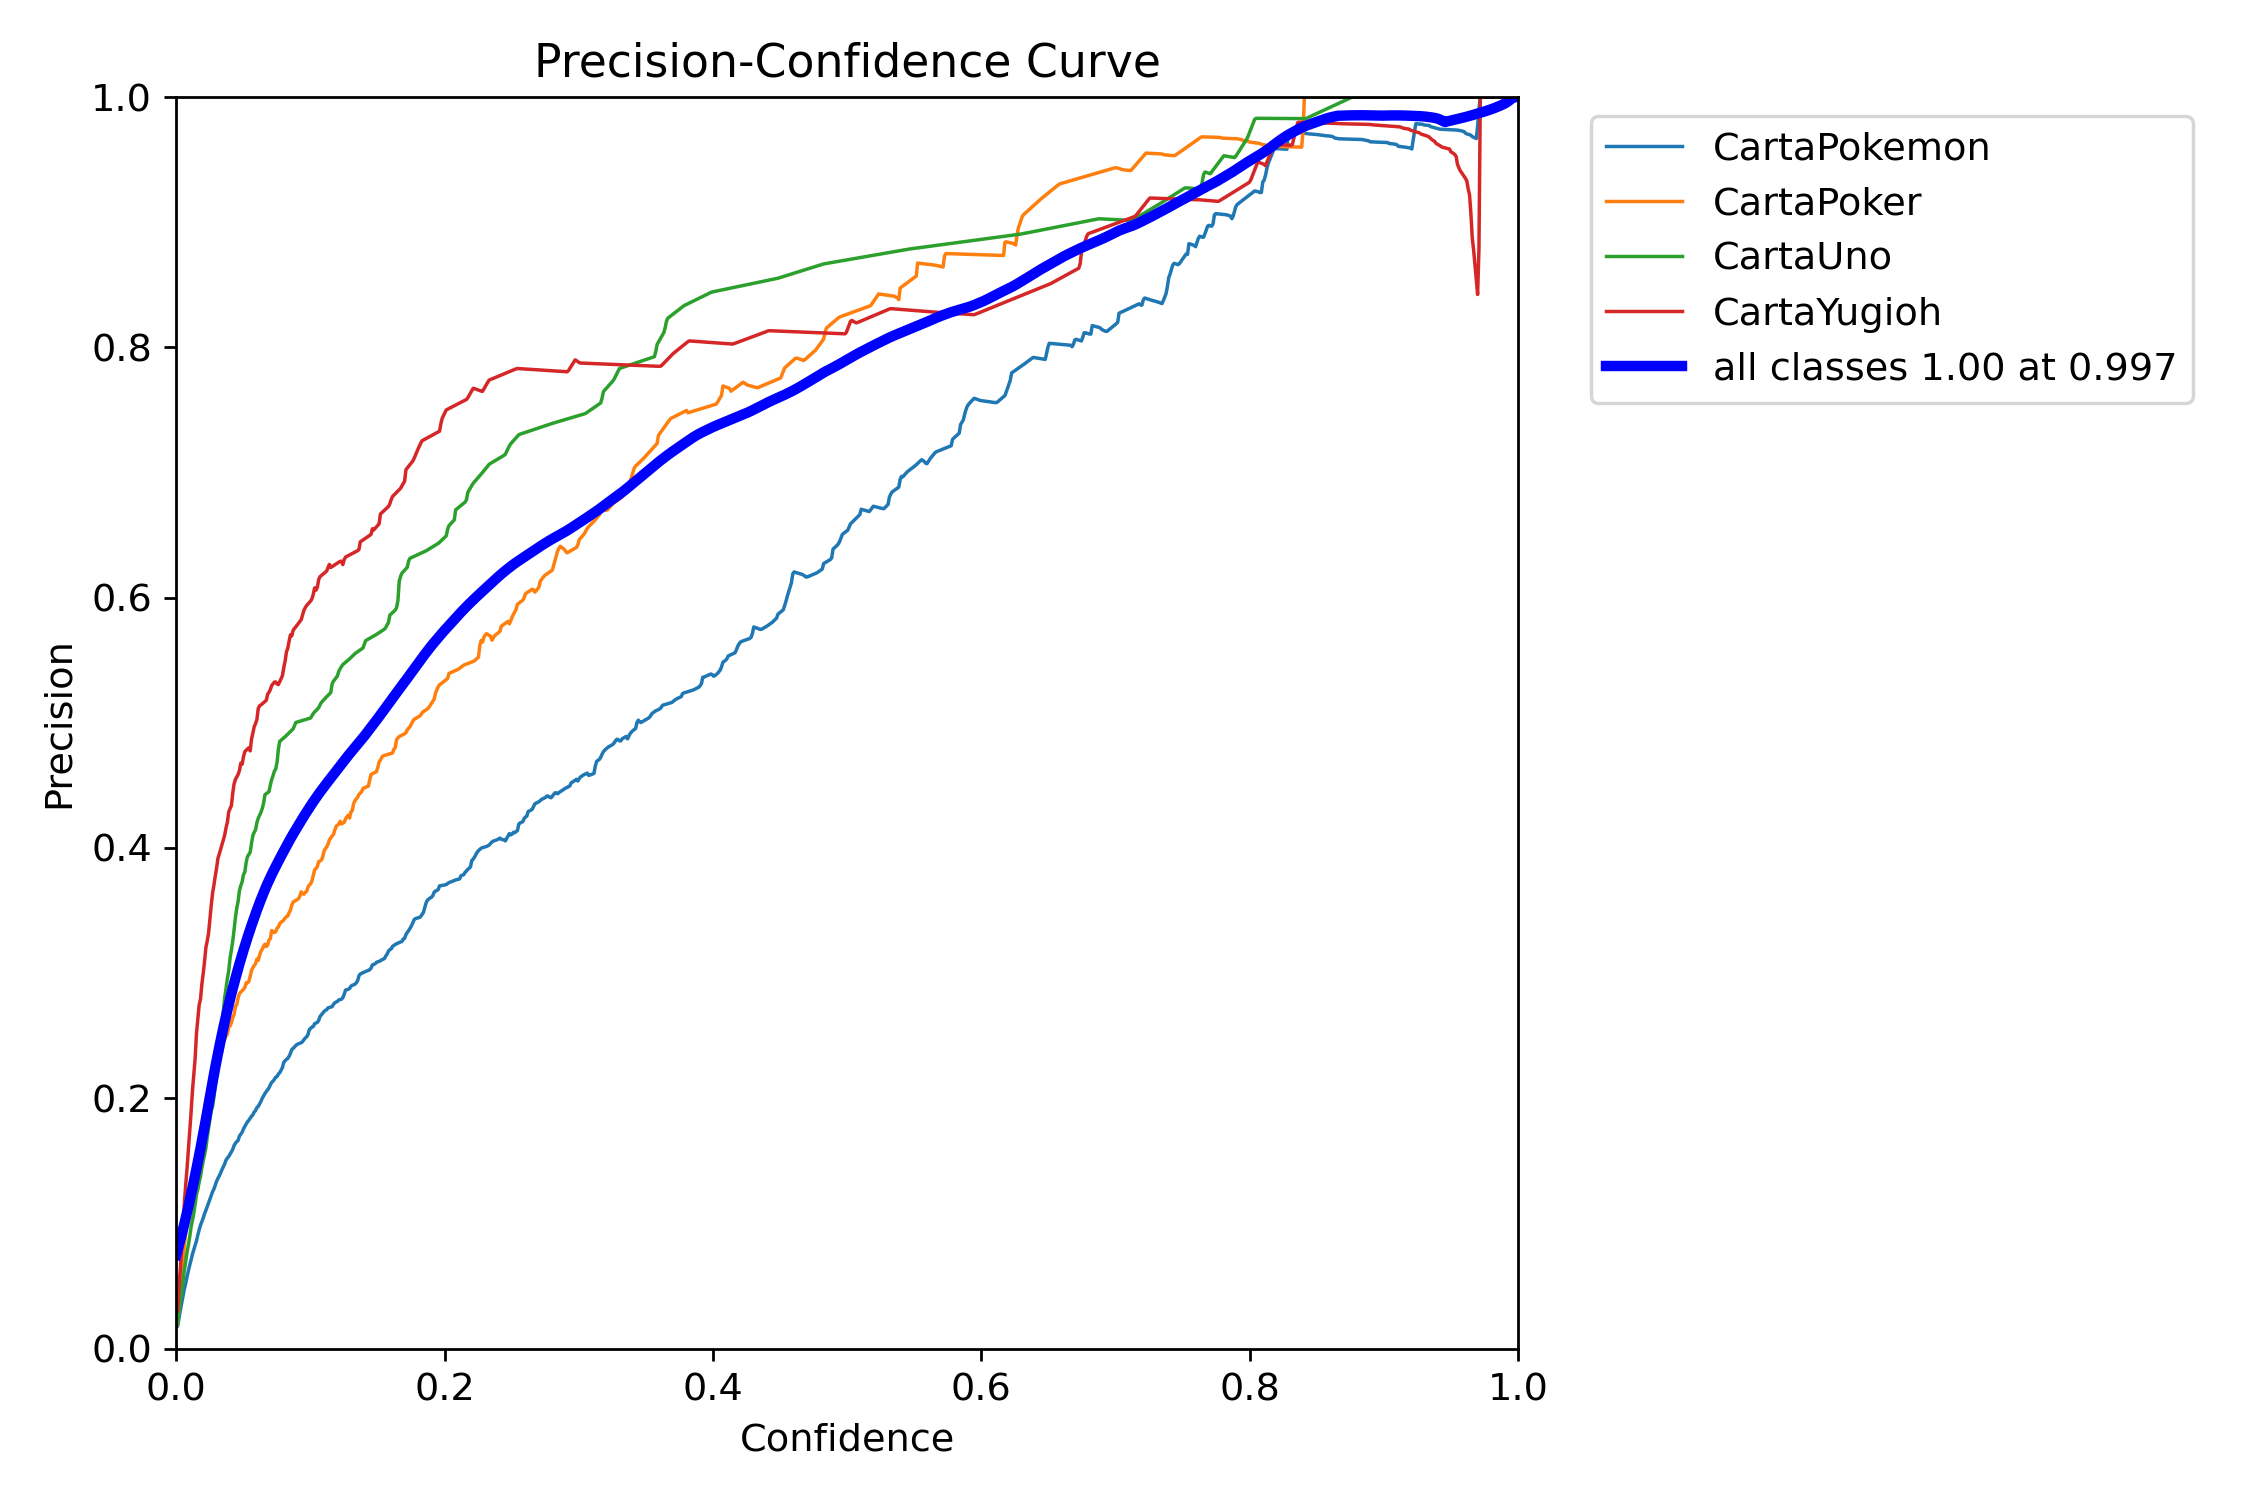 Precision-Confidence Curve
1.0
0.8
0.6
0.4
0.2
0.0
Precision
0.0 0.2 0.4 0.6 0.8 1.0
Confidence
CartaPokemon
CartaPoker
CartaUno
CartaYugioh
all classes 1.00 at 0.997